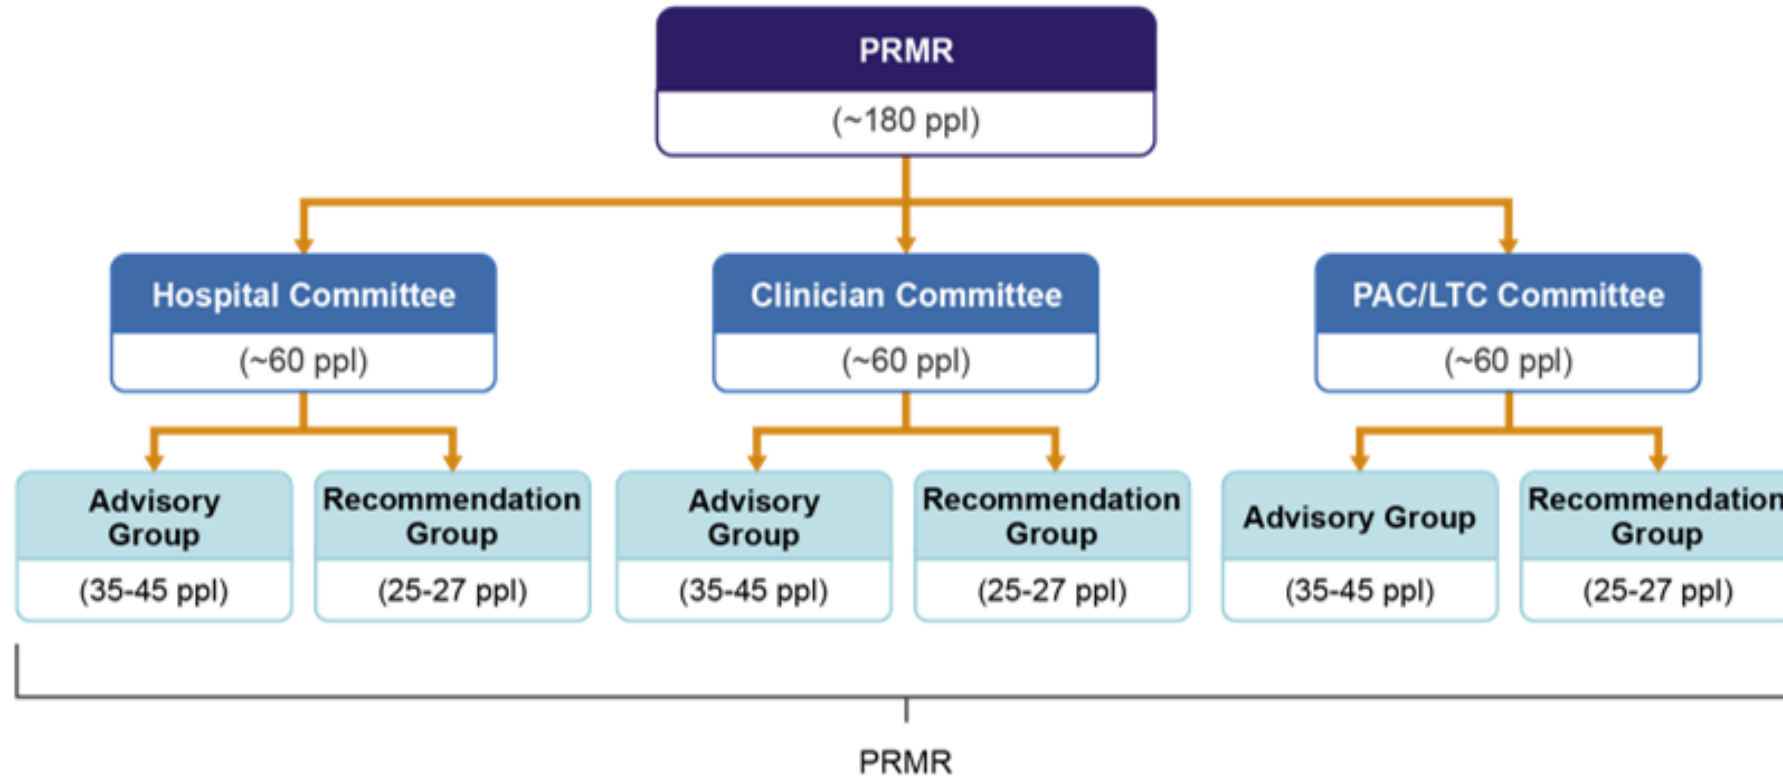 PRMR
(~180 ppl)
Hospital Committee
(~60 ppl)
Clinician Committee
(~60 ppl)
PAC/LTC Committee
(~60 ppl)
Advisory
Group
(35-45 ppl)
Recommendation
Group
(25-27 ppl)
Advisory
Group
(35-45 ppl)
Recommendation
Group
(25-27 ppl)
Advisory Group
(35-45 ppl)
Recommendation
Group
(25-27 ppl)
PRMR